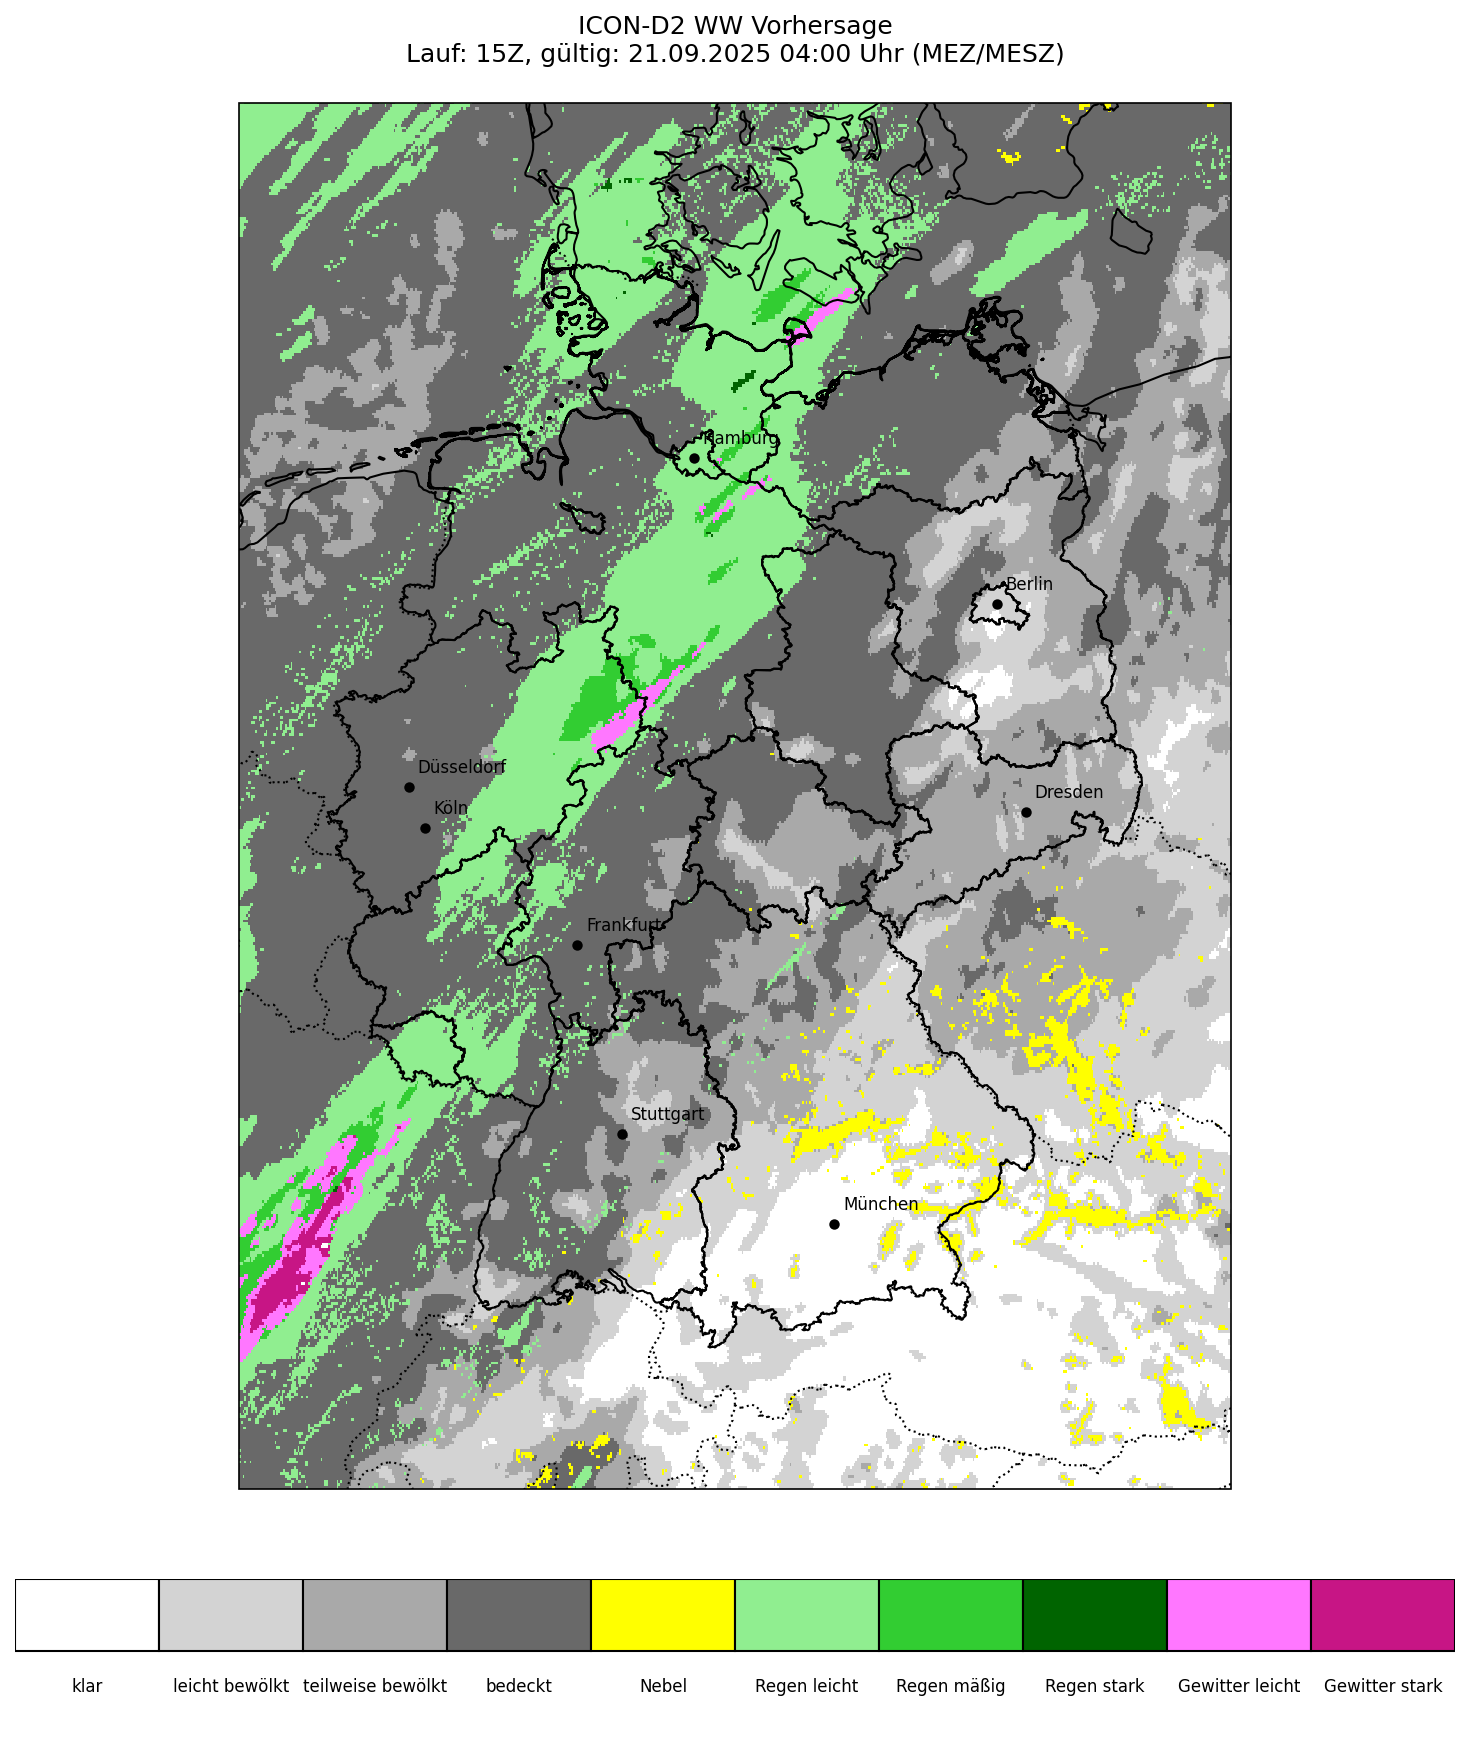 ICON-D2 WW Vorhersage
Lauf: 15Z, gültig: 21.09.2025 04:00 Uhr (MEZ/MESZ)
Hamburg
Berlin
Düsseldorf
Köln
Dresden
Frankfurt
Stuttgart
München
klar
leicht bewölkt
teilweise bewölkt
bedeckt
Nebel
Regen leicht
Regen mäßig
Regen stark
Gewitter leicht
Gewitter stark